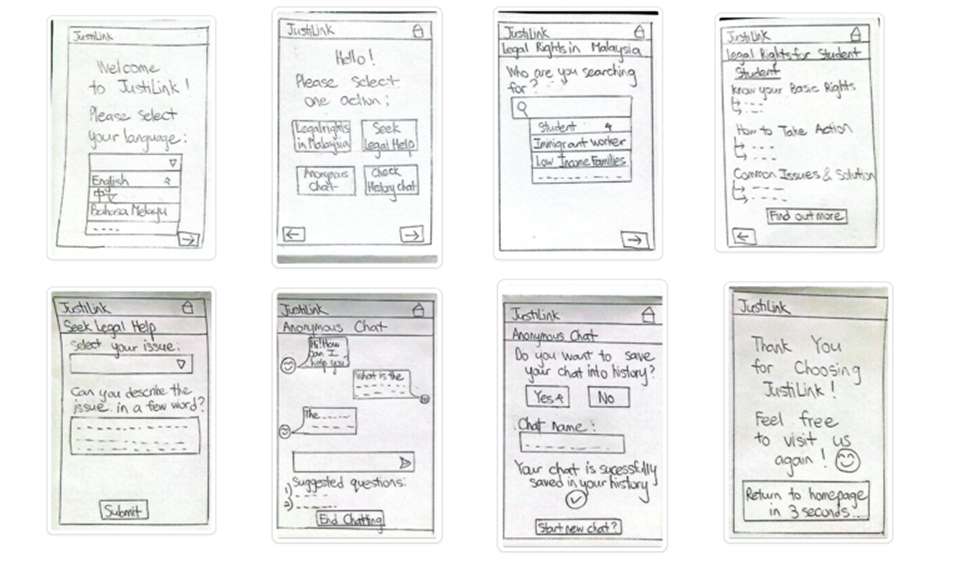 JustiLink
Welcome
to JustiLink!
Please select
your language:
English
中文
Bahasa Melayu
JustiLink
Hello!
Please select
one action:
Legal rights
in Malaysia
Seek
Legal Help
Anonymous
Chat
Check
History chat
JustiLink
Legal Rights in Malaysia
Who are you searching
for?
Student
Immigrant worker
Low Income Families
JustiLink
Legal Rights for Student
Student
Know your Basic Rights
How to Take Action
Common Issues & Solution
Find out more
JustiLink
Seek Legal Help
Select your issue:
Can you describe the
issue in a few word?
Submit
JustiLink
Anonymous Chat
Hi! How
can I
help you?
What is the
The
Suggested questions:
1)
2)
End Chatting
JustiLink
Anonymous Chat
Do you want to save
your chat into history?
Yes
No
Chat name:
Your chat is sucessfully
saved in your history
Start new chat?
JustiLink
Thank You
for Choosing
JustiLink!
Feel free
to visit us
again!
Return to homepage
in 3 seconds...